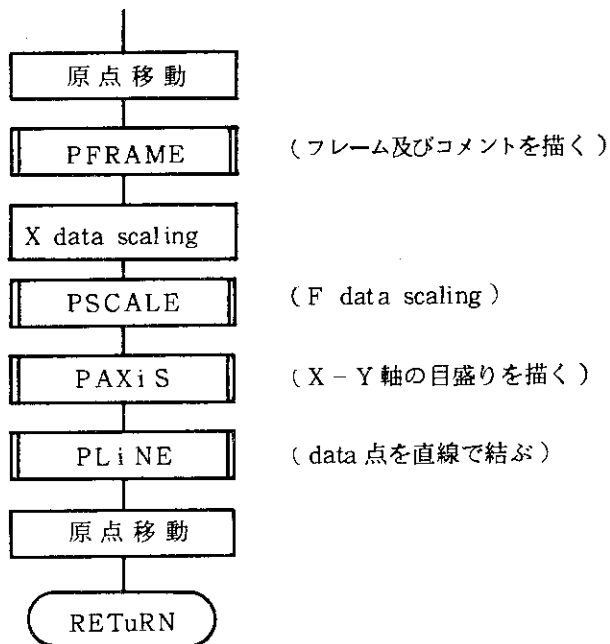 原点移動
PFRAME (フレーム及びコメントを描く)
X data scaling
PSCALE (F data scaling)
PAXiS (X-Y軸の目盛りを描く)
PLiNE (data点を直線で結ぶ)
原点移動
RETuRN